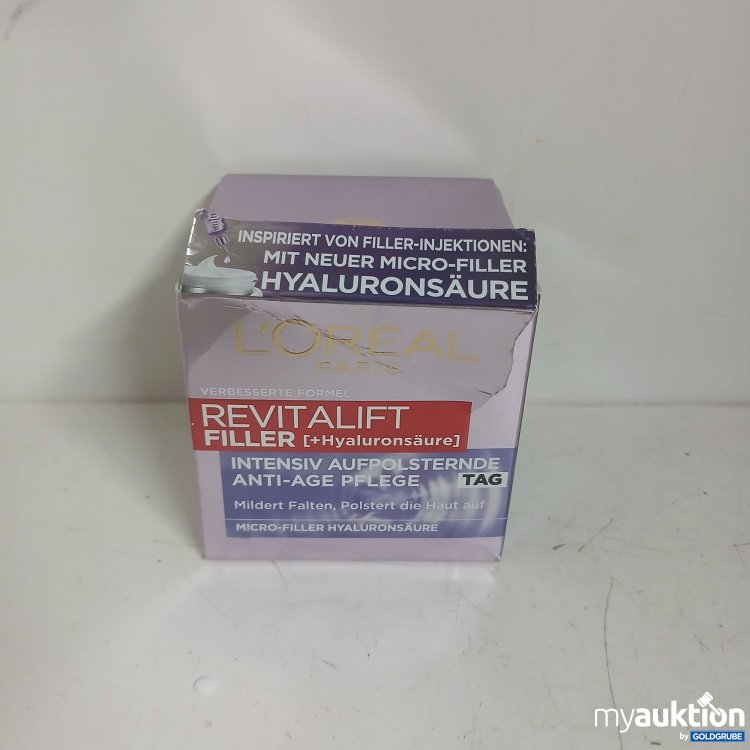 INSPIRIERT VON FILLER-INJEKTIONEN:
MIT NEUER MICRO-FILLER
HYALURONSÄURE
L'ORÉAL
PARIS
VERBESSERTE FORMEL
REVITALIFT
FILLER [+Hyaluronsäure]
INTENSIV AUFPOLSTERNDE
ANTI-AGE PFLEGE TAG
Mildert Falten, Polstert die Haut auf
MICRO-FILLER HYALURONSÄURE
myauktion
by GOLDGRUBE